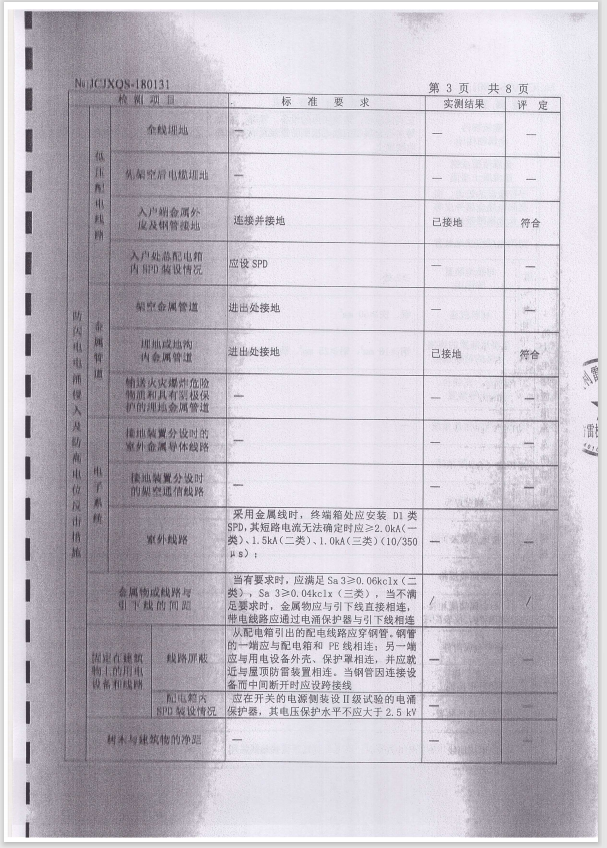 № JCJXQS-180131
第 3 页 共 8 页
检 测 项 目 标 准 要 求 实测结果 评 定
防闪电电涌侵入及防高电位反击措施
低压配电线路
全线埋地 — — —
先架空后电缆埋地 — — —
入户端金属外
皮及钢管接地 连接并接地 已接地 符合
入户处总配电箱
内SPD装设情况 应设SPD — —
金属管道
架空金属管道 进出处接地 — —
埋地或地沟
内金属管道 进出处接地 已接地 符合
输送火灾爆炸危险
物质和具有阴极保
护的埋地金属管道 — — —
电子系统
接地装置分设时的
室外金属导体线路 — — —
接地装置分设时
的架空通信线路 — — —
室外线路
采用金属线时，终端箱处应安装 D1 类
SPD,其短路电流无法确定时应≥2.0kA(一
类)、1.5kA(二类)、1.0kA(三类)(10/350
μs)； — —
金属物或线路与
引下线的间距
当有要求时，应满足 Sa 3≥0.06kclx（二
类），Sa 3≥0.04kclx（三类），当不满
足要求时，金属物应与引下线直接相连，
带电线路应通过电涌保护器与引下线相连 / /
固定在建筑
物上的用电
设备和线路
线路屏蔽
从配电箱引出的配电线路应穿钢管。钢管
的一端应与配电箱和 PE线相连；另一端
应与用电设备外壳、保护罩相连，并应就
近与屋顶防雷装置相连。当钢管因连接设
备而中间断开时应设跨接线 — —
配电箱内
SPD装设情况
应在开关的电源侧装设Ⅱ级试验的电涌
保护器，其电压保护水平不应大于 2.5 kV — —
树木与建筑物的净距 — — —